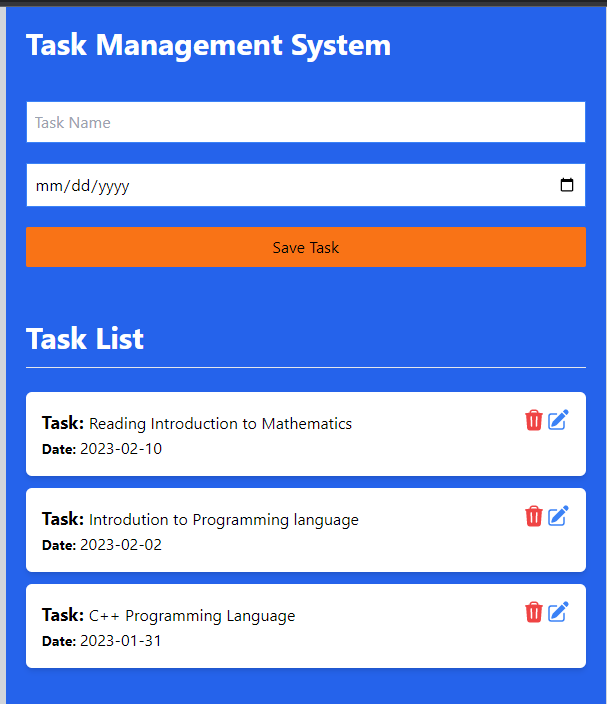 Task Management System
Task Name
mm/dd/yyyy
Save Task
Task List
Task: Reading Introduction to Mathematics
Date: 2023-02-10
Task: Introdution to Programming language
Date: 2023-02-02
Task: C++ Programming Language
Date: 2023-01-31